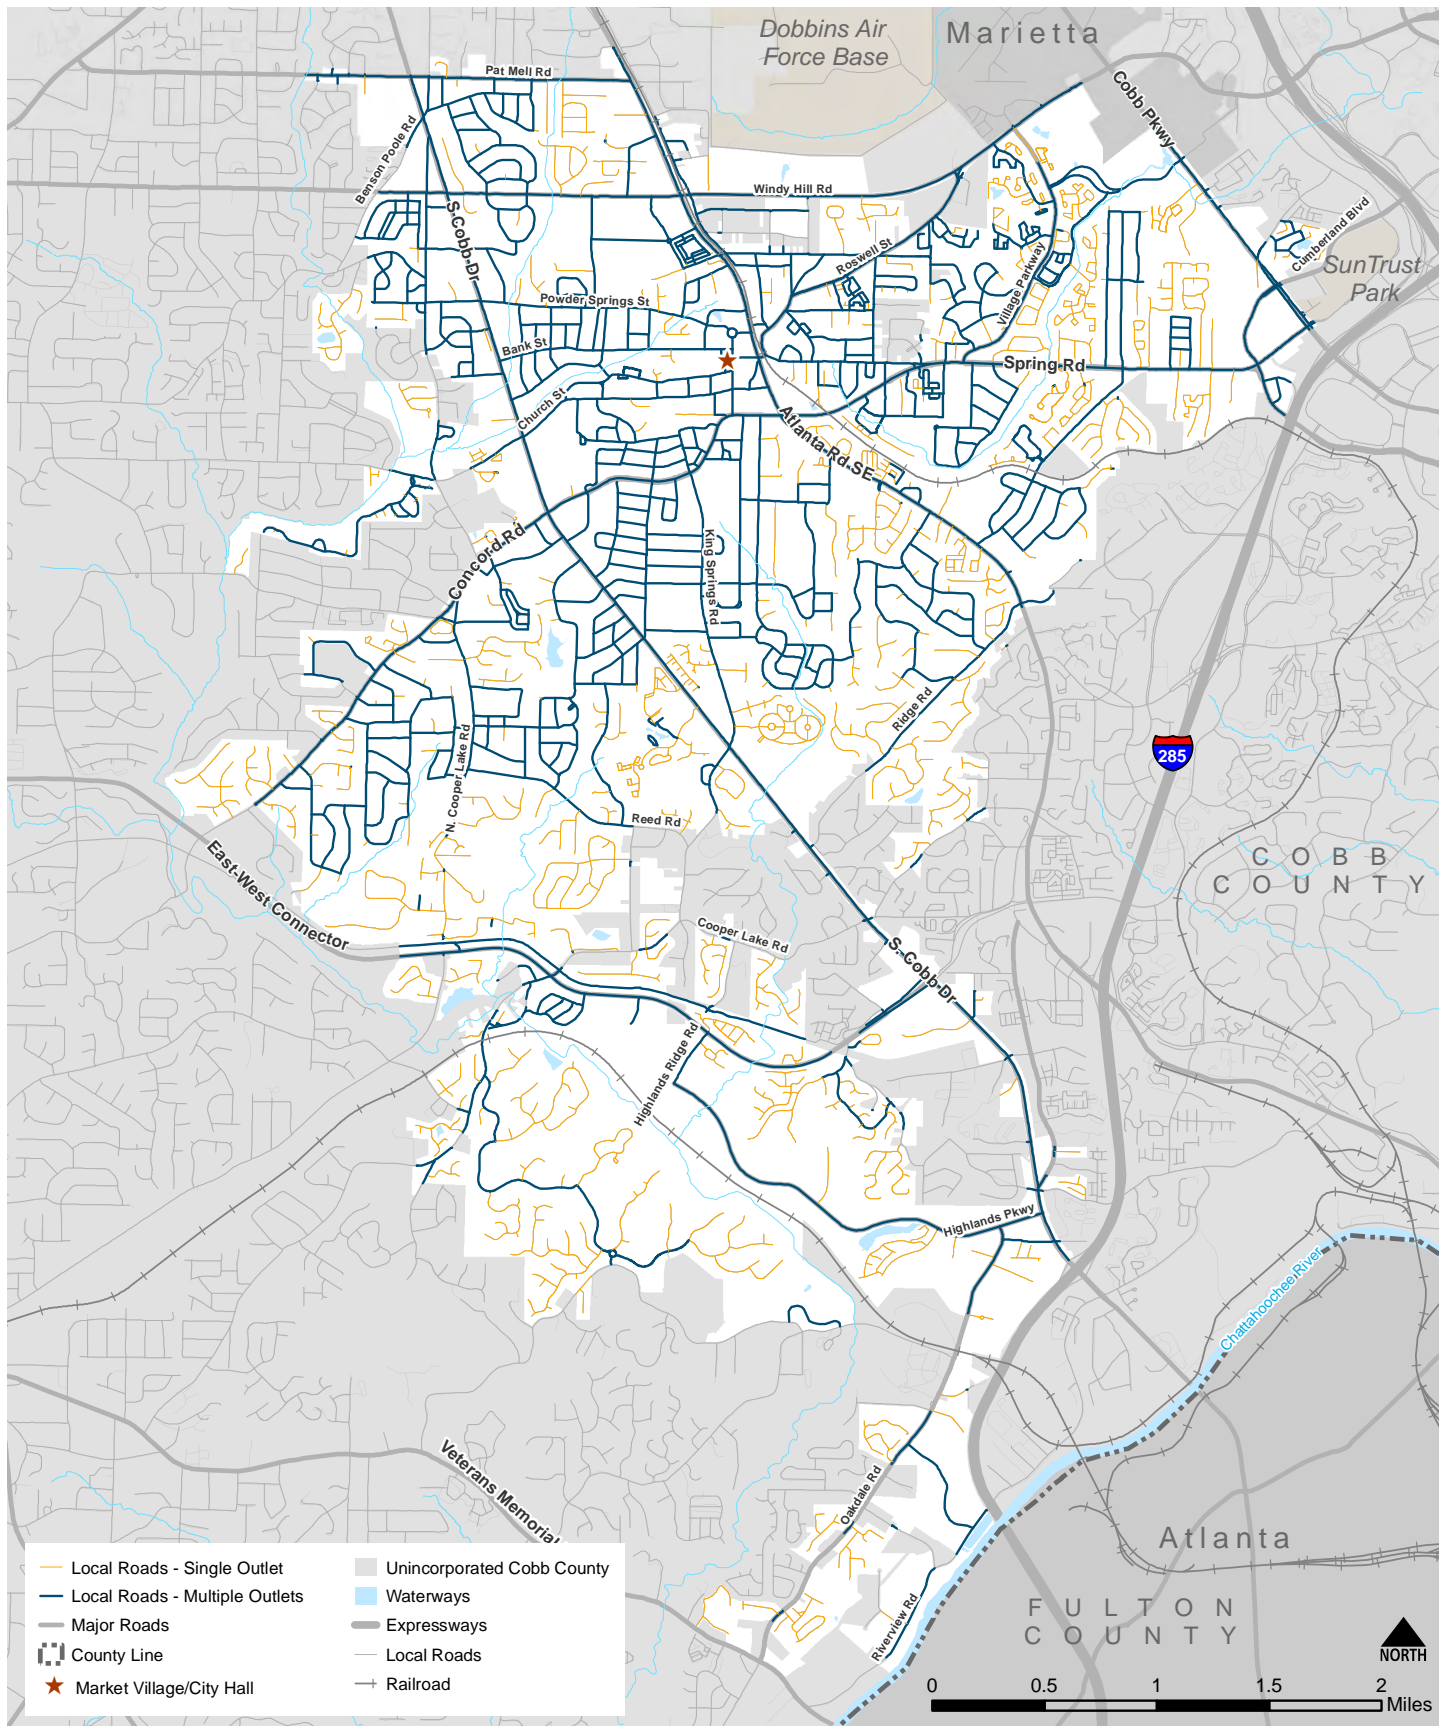 Dobbins Air
Force Base
Marietta
Pat Mell Rd
Cobb Pkwy
Benson Poole Rd
Windy Hill Rd
S Cobb Dr
Roswell St
Cumberland Blvd
SunTrust
Park
Village Parkway
Powder Springs St
Bank St
Spring Rd
Church St
Atlanta Rd SE
Concord Rd
King Springs Rd
Ridge Rd
285
N. Cooper Lake Rd
Reed Rd
East-West Connector
COBB
COUNTY
Cooper Lake Rd
S. Cobb Dr
Highlands Ridge Rd
Highlands Pkwy
Chattahoochee River
Veterans Memorial
Oakdale Rd
Atlanta
Riverview Rd
FULTON
COUNTY
Local Roads - Single Outlet
Local Roads - Multiple Outlets
Major Roads
County Line
Market Village/City Hall
Unincorporated Cobb County
Waterways
Expressways
Local Roads
Railroad
NORTH
0 0.5 1 1.5 2
Miles